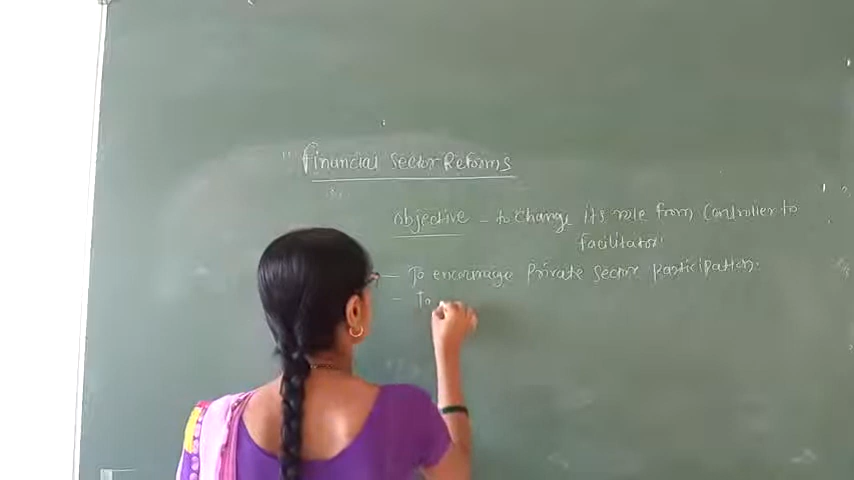 Financial Sector Reforms
Objective - to change its role from Controller to
facilitator
- To encourage Private Sector Participation.
- To